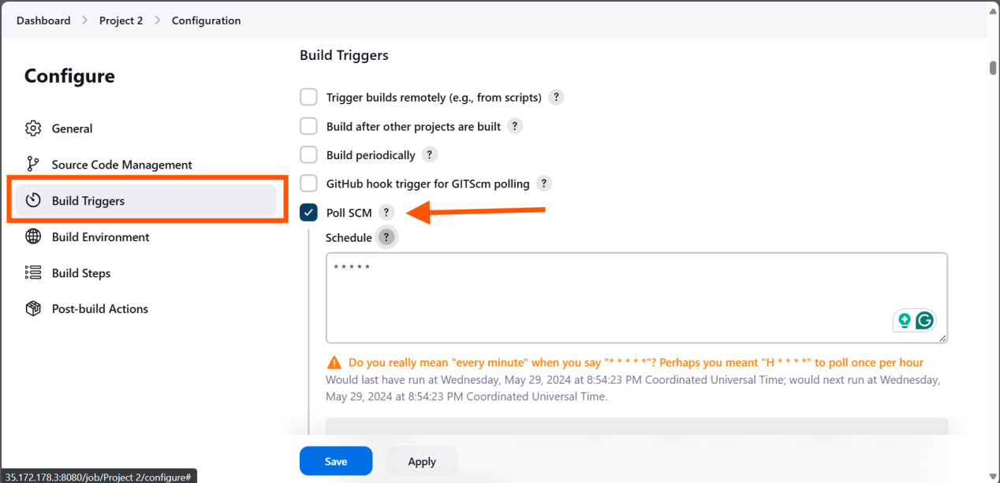 Dashboard > Project 2 > Configuration
Configure
General
Source Code Management
Build Triggers
Build Environment
Build Steps
Post-build Actions
Build Triggers
Trigger builds remotely (e.g., from scripts) ?
Build after other projects are built ?
Build periodically ?
GitHub hook trigger for GITScm polling ?
Poll SCM ?
Schedule ?
* * * * *
Do you really mean "every minute" when you say "* * * * *"? Perhaps you meant "H * * * *" to poll once per hour
Would last have run at Wednesday, May 29, 2024 at 8:54:23 PM Coordinated Universal Time; would next run at Wednesday,
May 29, 2024 at 8:54:23 PM Coordinated Universal Time.
Save
Apply
35.172.178.3:8080/job/Project 2/configure#